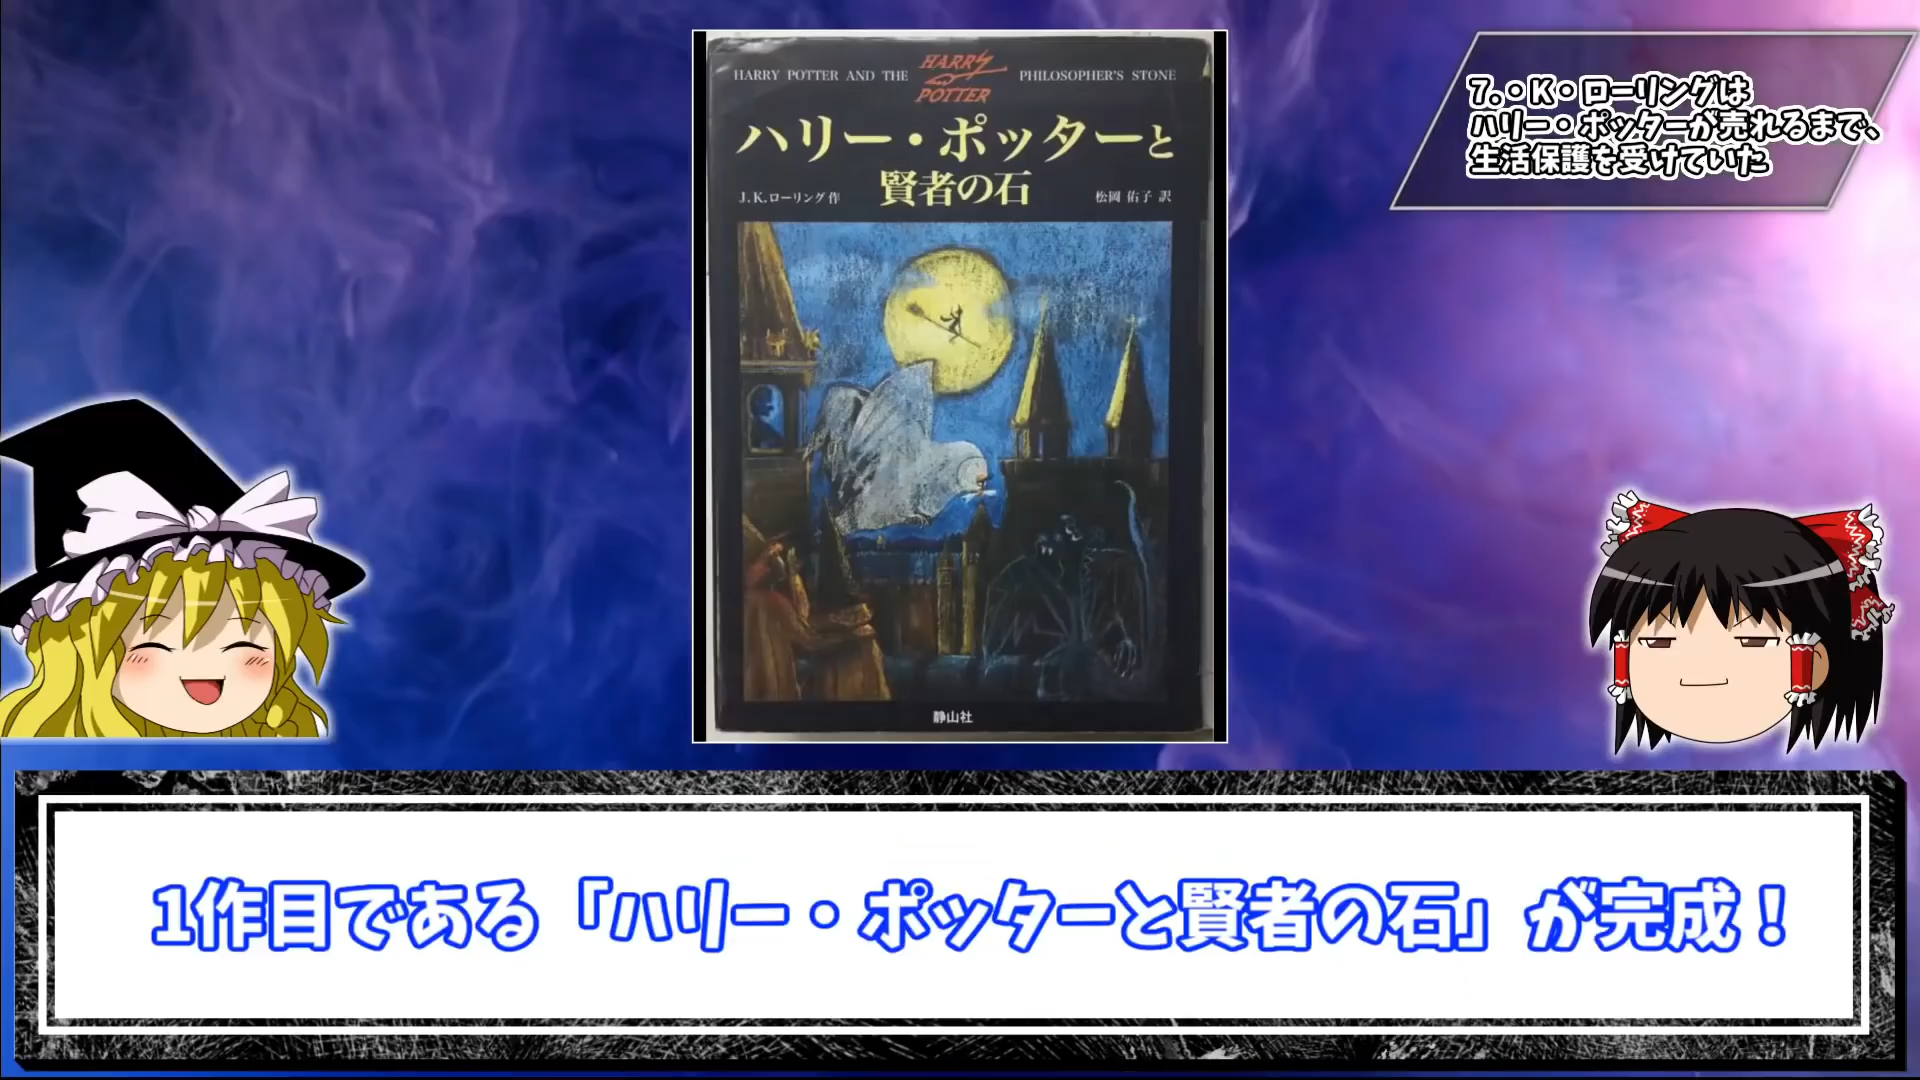 HARRY POTTER AND THE HARRY POTTER PHILOSOPHER'S STONE
ハリー・ポッターと
賢者の石
J.K.ローリング作
松岡 佑子 訳
静山社
7.・K・ローリングは
ハリー・ポッターが売れるまで、
生活保護を受けていた
1作目である「ハリー・ポッターと賢者の石」が完成！